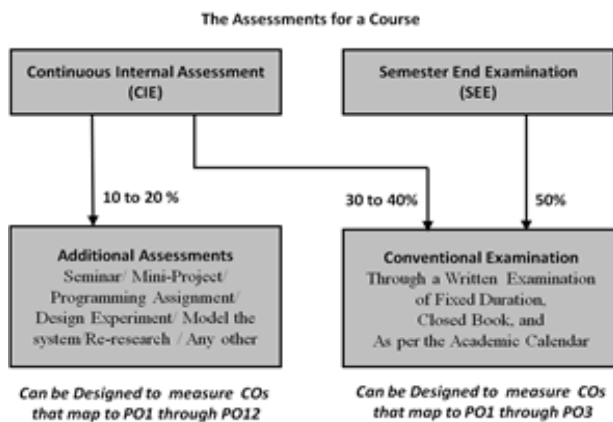 The Assessments for a Course
Continuous Internal Assessment
(CIE)
Semester End Examination
(SEE)
10 to 20 %
30 to 40%
50%
Additional Assessments
Seminar/ Mini-Project/
Programming Assignment/
Design Experiment/ Model the
system/Re-research / Any other
Conventional Examination
Through a Written Examination
of Fixed Duration,
Closed Book, and
As per the Academic Calendar
Can be Designed to measure COs
that map to PO1 through PO12
Can be Designed to measure COs
that map to PO1 through PO3